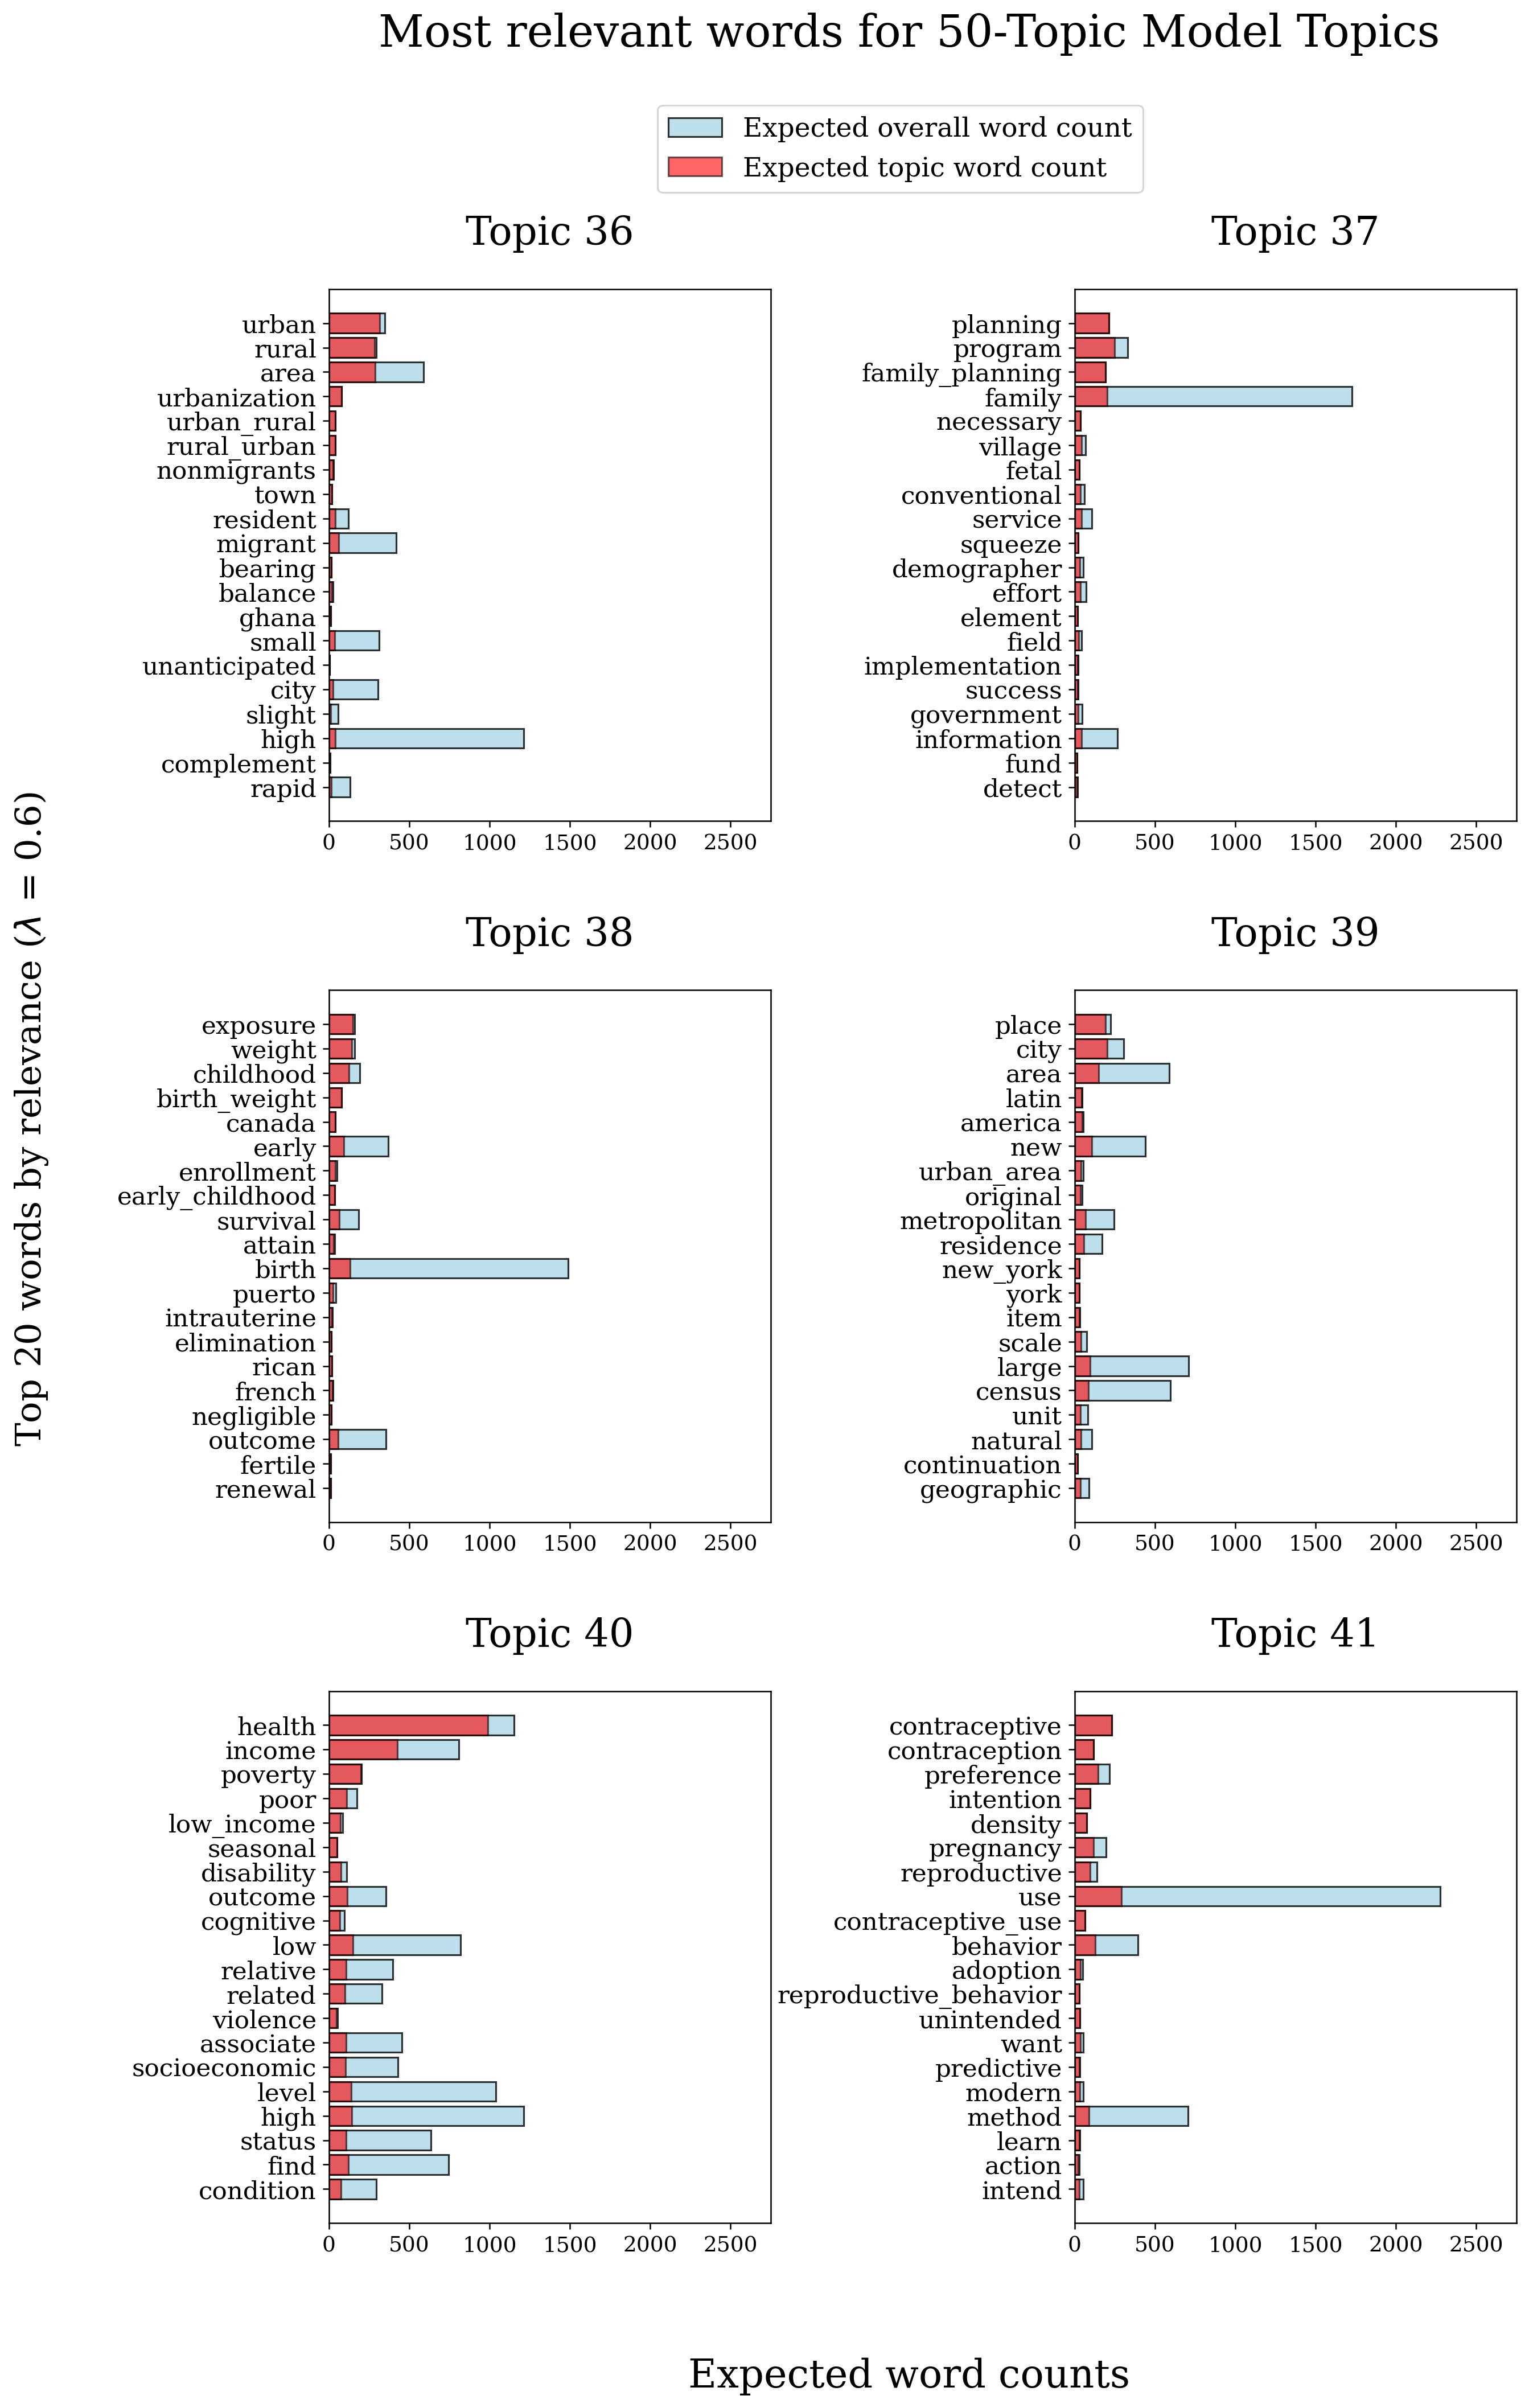 Most relevant words for 50-Topic Model Topics
Expected overall word count
Expected topic word count
Top 20 words by relevance (λ = 0.6)
Topic 36
urban
rural
area
urbanization
urban_rural
rural_urban
nonmigrants
town
resident
migrant
bearing
balance
ghana
small
unanticipated
city
slight
high
complement
rapid
0 500 1000 1500 2000 2500
Topic 37
planning
program
family_planning
family
necessary
village
fetal
conventional
service
squeeze
demographer
effort
element
field
implementation
success
government
information
fund
detect
0 500 1000 1500 2000 2500
Topic 38
exposure
weight
childhood
birth_weight
canada
early
enrollment
early_childhood
survival
attain
birth
puerto
intrauterine
elimination
rican
french
negligible
outcome
fertile
renewal
0 500 1000 1500 2000 2500
Topic 39
place
city
area
latin
america
new
urban_area
original
metropolitan
residence
new_york
york
item
scale
large
census
unit
natural
continuation
geographic
0 500 1000 1500 2000 2500
Topic 40
health
income
poverty
poor
low_income
seasonal
disability
outcome
cognitive
low
relative
related
violence
associate
socioeconomic
level
high
status
find
condition
0 500 1000 1500 2000 2500
Topic 41
contraceptive
contraception
preference
intention
density
pregnancy
reproductive
use
contraceptive_use
behavior
adoption
reproductive_behavior
unintended
want
predictive
modern
method
learn
action
intend
0 500 1000 1500 2000 2500
Expected word counts